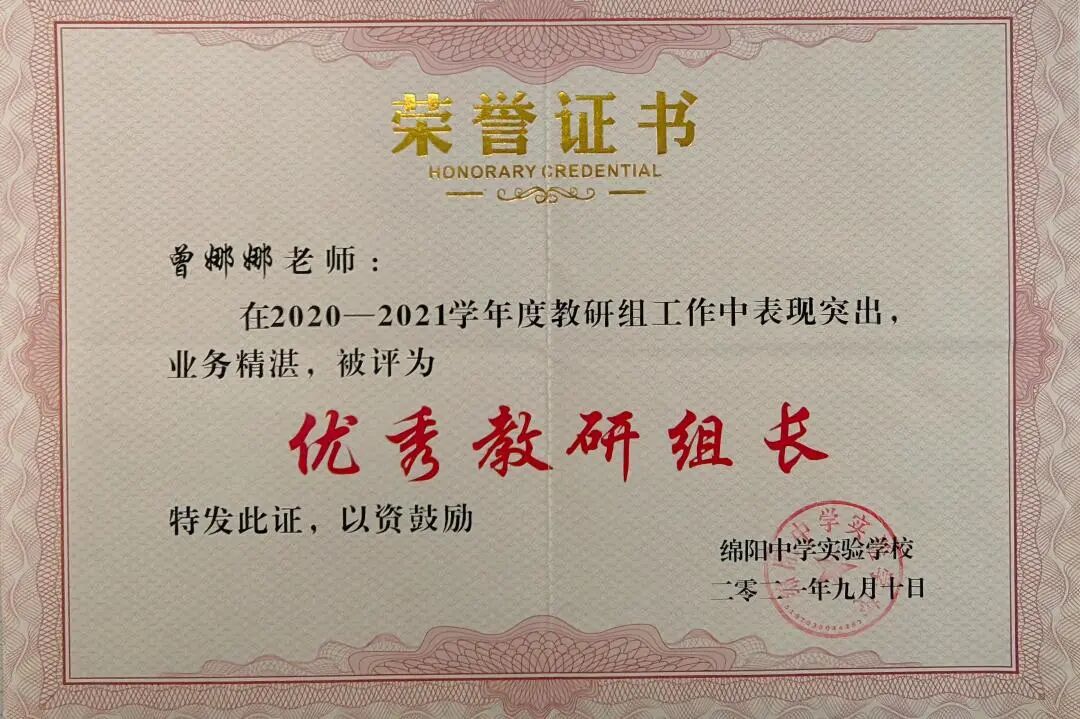 荣誉证书
HONORARY CREDENTIAL
曾娜娜老师：
在2020—2021学年度教研组工作中表现突出，
业务精湛，被评为
优秀教研组长
特发此证，以资鼓励
绵阳中学实验学校
二零二一年九月十日